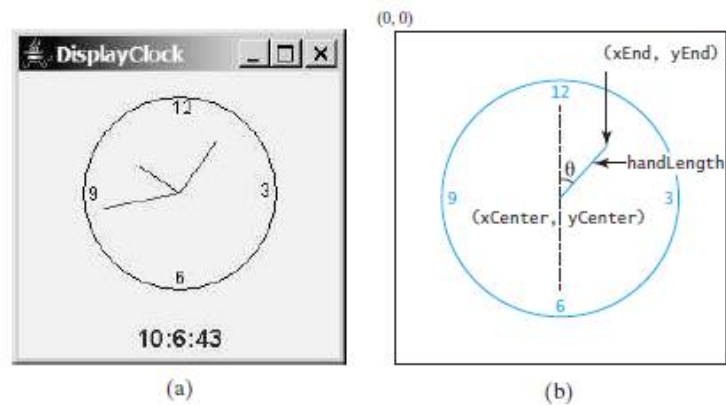 DisplayClock
12
9
3
6
10:6:43
(a)
(0, 0)
(xEnd, yEnd)
12
θ
handLength
9
3
(xCenter, yCenter)
6
(b)